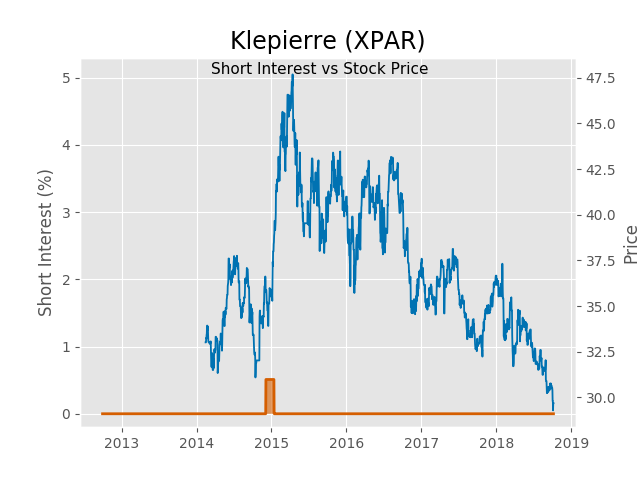 Klepierre (XPAR)
Short Interest vs Stock Price
Short Interest (%)
5
4
3
2
1
0
47.5
45.0
42.5
40.0
37.5
35.0
32.5
30.0
Price
2013 2014 2015 2016 2017 2018 2019